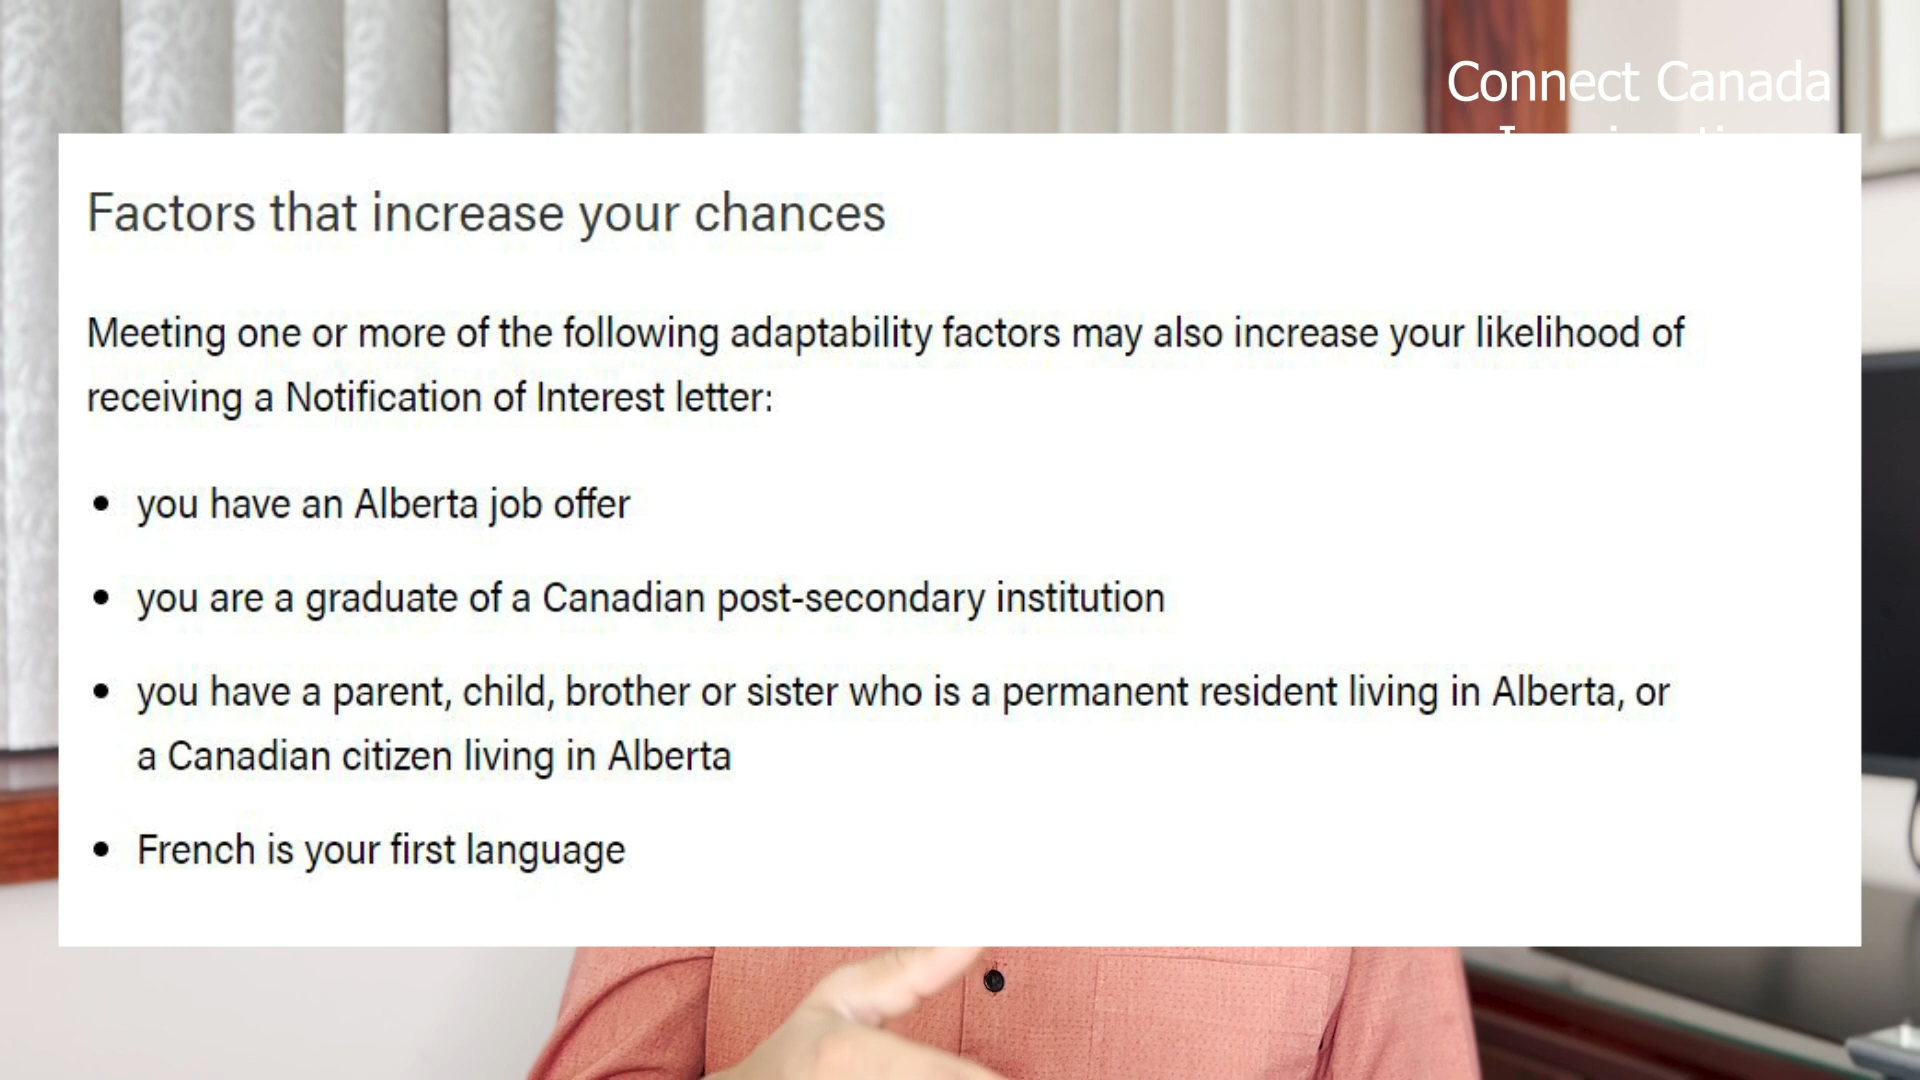 Connect Canada
Factors that increase your chances
Meeting one or more of the following adaptability factors may also increase your likelihood of
receiving a Notification of Interest letter:
• you have an Alberta job offer
• you are a graduate of a Canadian post-secondary institution
• you have a parent, child, brother or sister who is a permanent resident living in Alberta, or
a Canadian citizen living in Alberta
• French is your first language